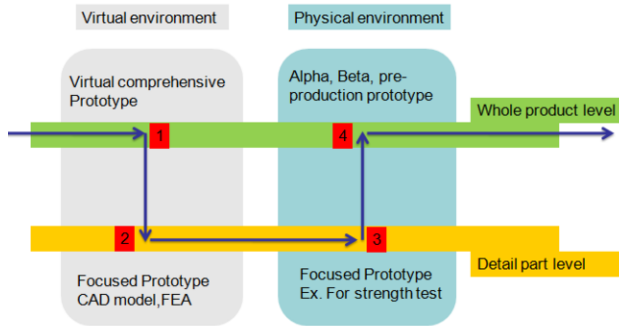 Virtual environment
Physical environment
Virtual comprehensive
Prototype
Alpha, Beta, pre-
production prototype
Whole product level
1
4
2
3
Detail part level
Focused Prototype
CAD model,FEA
Focused Prototype
Ex. For strength test